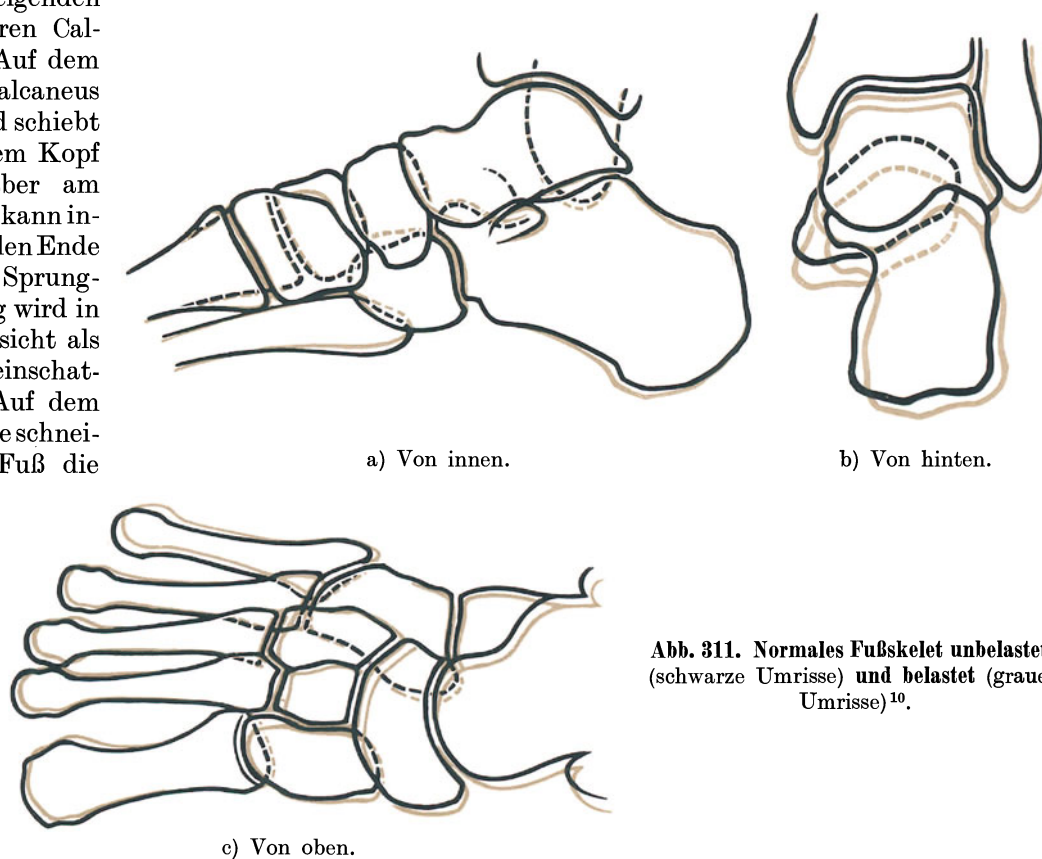 eigenden
ren Cal-
Auf dem
alcaneus
d schiebt
em Kopf
ber am
kann in-
den Ende
Sprung-
g wird in
sicht als
einschat-
Auf dem
e schnei-
Fuß die
a) Von innen.
b) Von hinten.
c) Von oben.
Abb. 311. Normales Fußskelet unbelastet
(schwarze Umrisse) und belastet (graue
Umrisse)¹⁰.